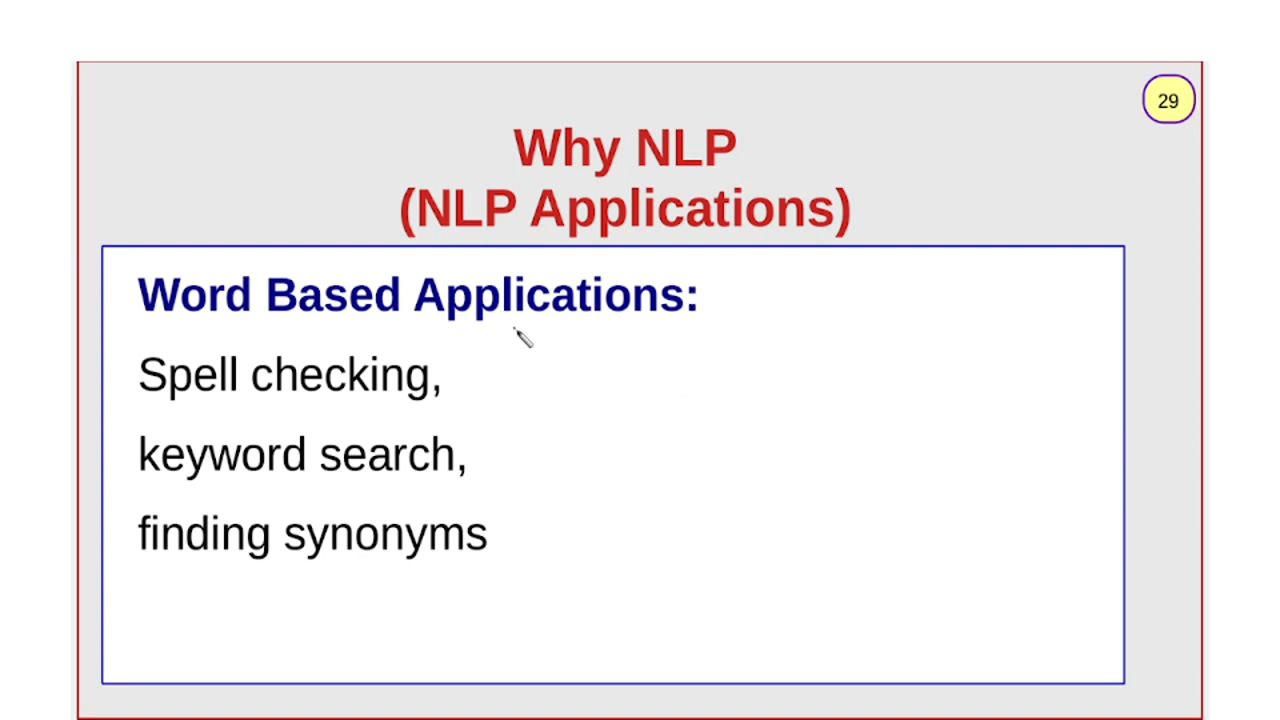 29
Why NLP
(NLP Applications)
Word Based Applications:
Spell checking,
keyword search,
finding synonyms